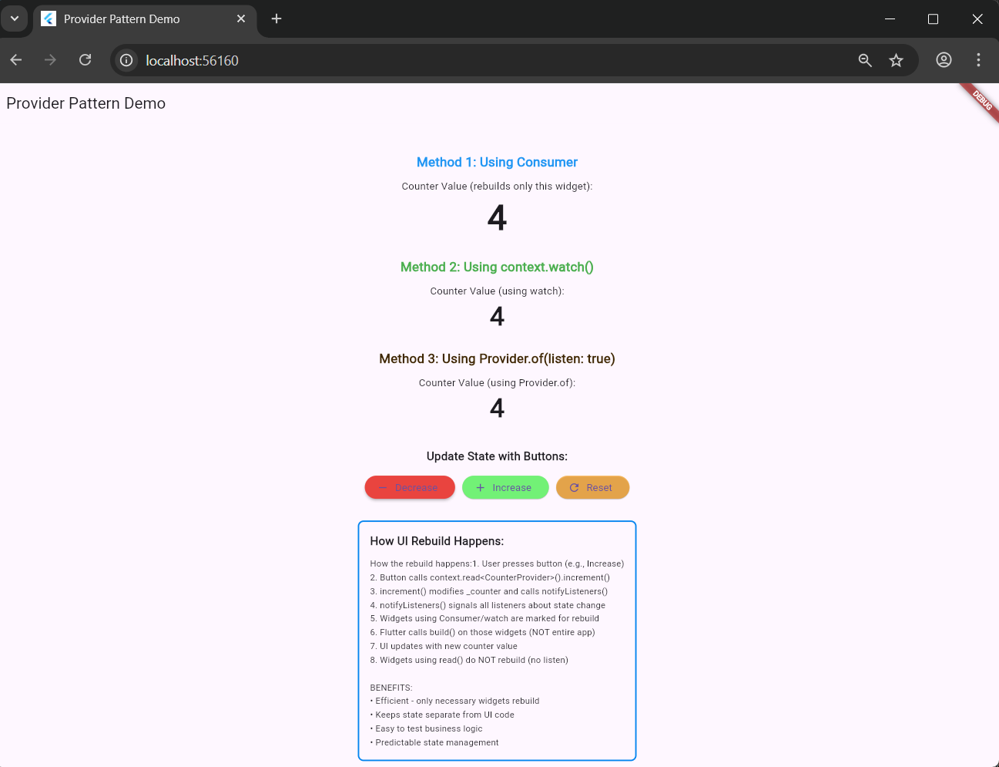 Provider Pattern Demo
localhost:56160
Provider Pattern Demo
DEBUG
Method 1: Using Consumer
Counter Value (rebuilds only this widget):
4
Method 2: Using context.watch()
Counter Value (using watch):
4
Method 3: Using Provider.of(listen: true)
Counter Value (using Provider.of):
4
Update State with Buttons:
Decrease Increase Reset
How UI Rebuild Happens:
How the rebuild happens:1. User presses button (e.g., Increase)
2. Button calls context.read<CounterProvider>().increment()
3. increment() modifies _counter and calls notifyListeners()
4. notifyListeners() signals all listeners about state change
5. Widgets using Consumer/watch are marked for rebuild
6. Flutter calls build() on those widgets (NOT entire app)
7. UI updates with new counter value
8. Widgets using read() do NOT rebuild (no listen)
BENEFITS:
• Efficient - only necessary widgets rebuild
• Keeps state separate from UI code
• Easy to test business logic
• Predictable state management